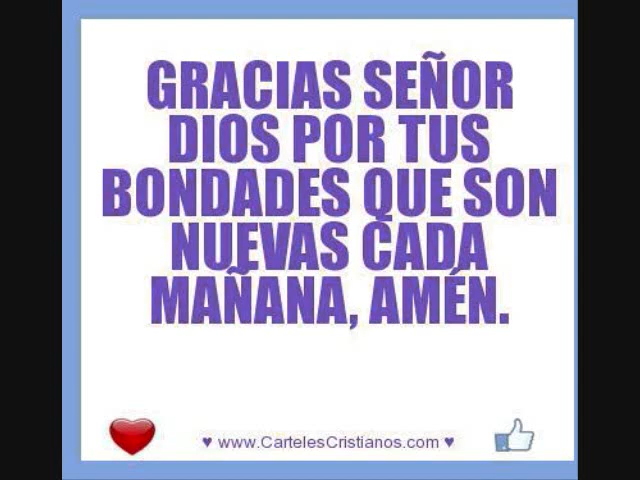 GRACIAS SEÑOR
DIOS POR TUS
BONDADES QUE SON
NUEVAS CADA
MAÑANA, AMÉN.
♥ www.CartelesCristianos.com ♥